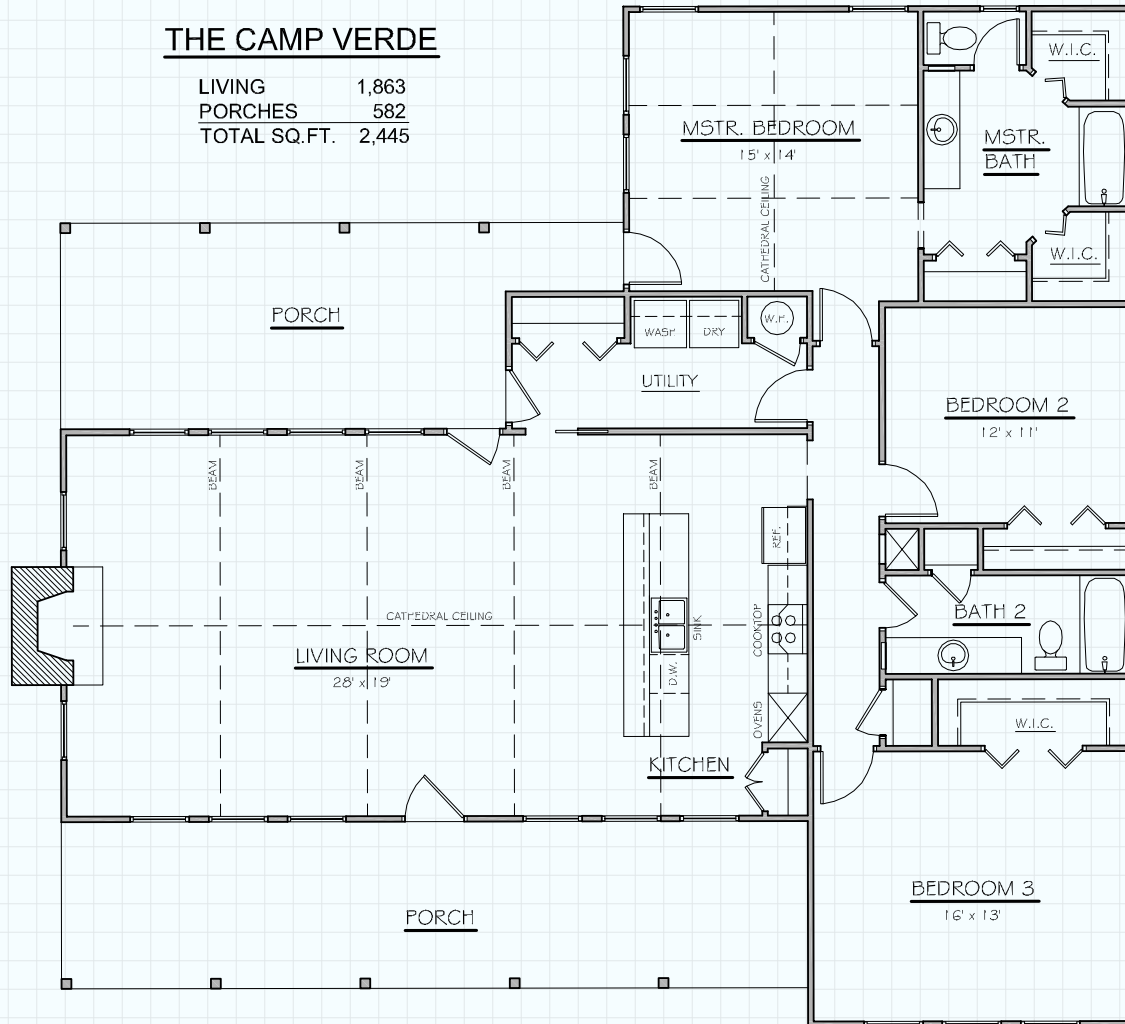 THE CAMP VERDE
LIVING 1,863
PORCHES 582
TOTAL SQ.FT. 2,445
MSTR. BEDROOM
15' x 14'
CATHEDRAL CEILING
MSTR.
BATH
W.I.C.
W.I.C.
PORCH
WASH
DRY
W.H.
UTILITY
BEDROOM 2
12' x 11'
BEAM
BEAM
BEAM
BEAM
REF.
CATHEDRAL CEILING
SINK
COOKTOP
BATH 2
LIVING ROOM
28' x 19'
D.W.
OVENS
W.I.C.
KITCHEN
BEDROOM 3
16' x 13'
PORCH